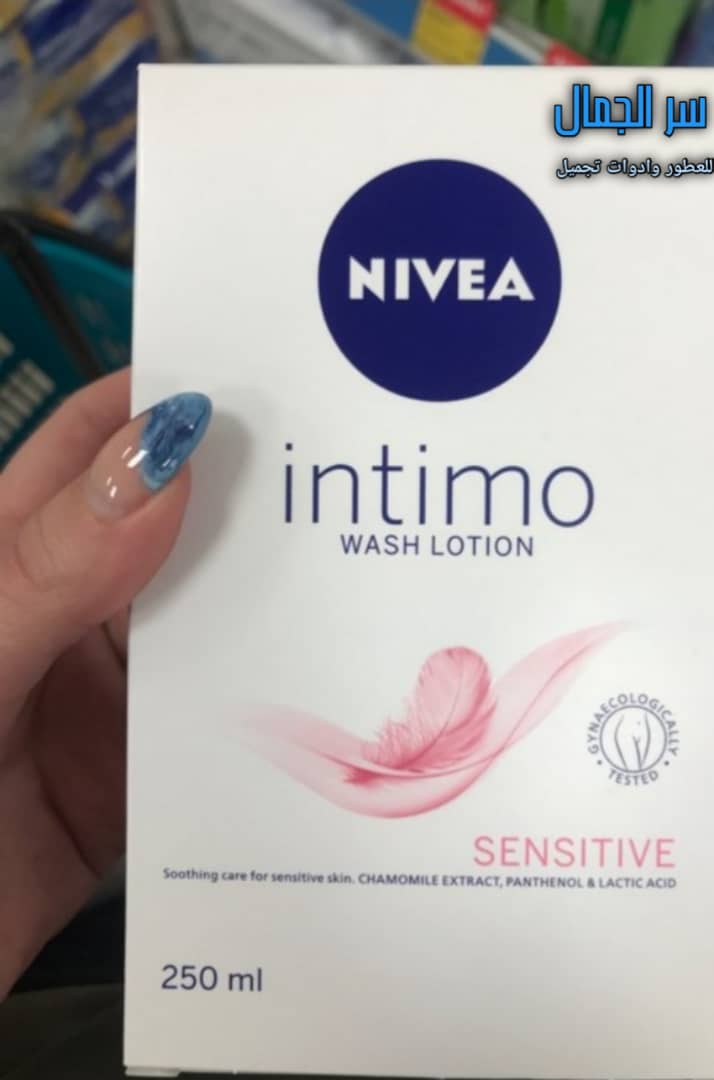 سر الجمال
للعطور وادوات تجميل
NIVEA
intimo
WASH LOTION
GYNAECOLOGICALLY
TESTED
SENSITIVE
Soothing care for sensitive skin. CHAMOMILE EXTRACT, PANTHENOL & LACTIC ACID
250 ml